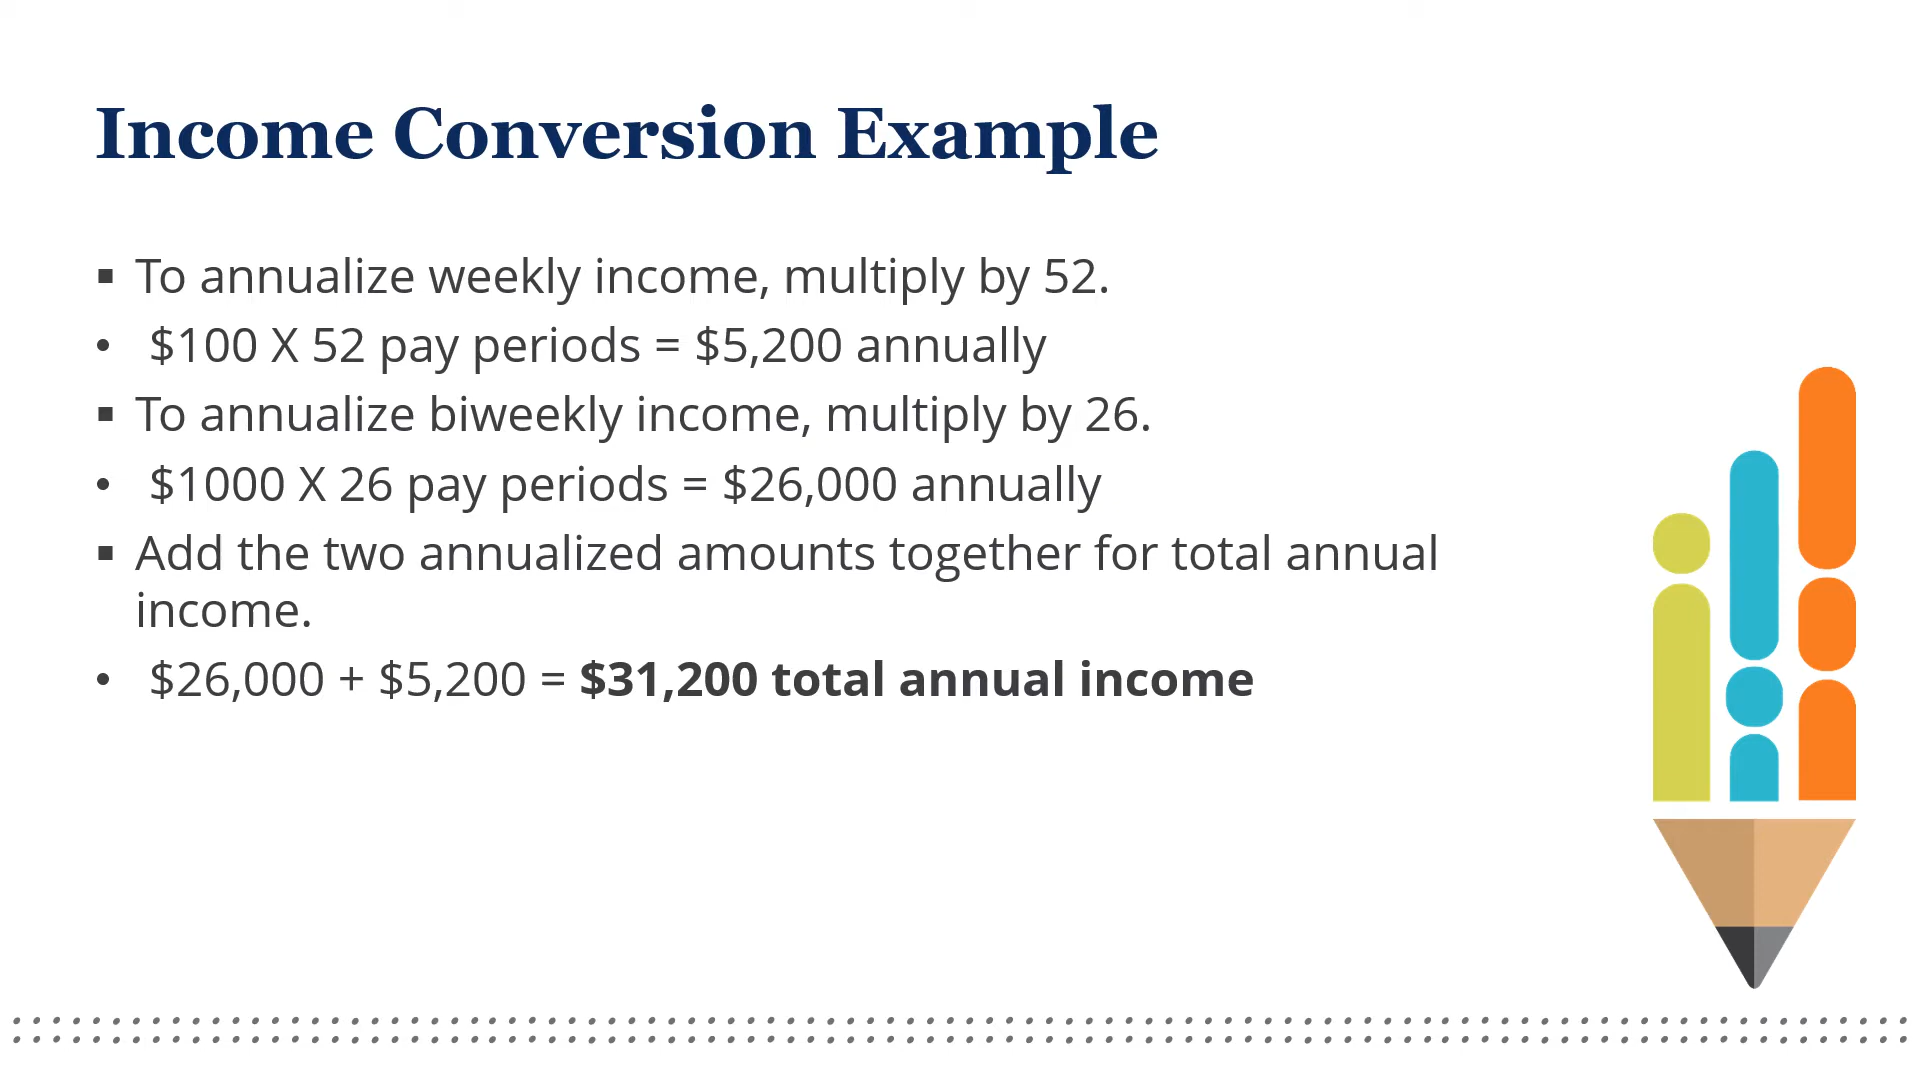 Income Conversion Example
▪ To annualize weekly income, multiply by 52.
• $100 X 52 pay periods = $5,200 annually
▪ To annualize biweekly income, multiply by 26.
• $1000 X 26 pay periods = $26,000 annually
▪ Add the two annualized amounts together for total annual
income.
• $26,000 + $5,200 = $31,200 total annual income